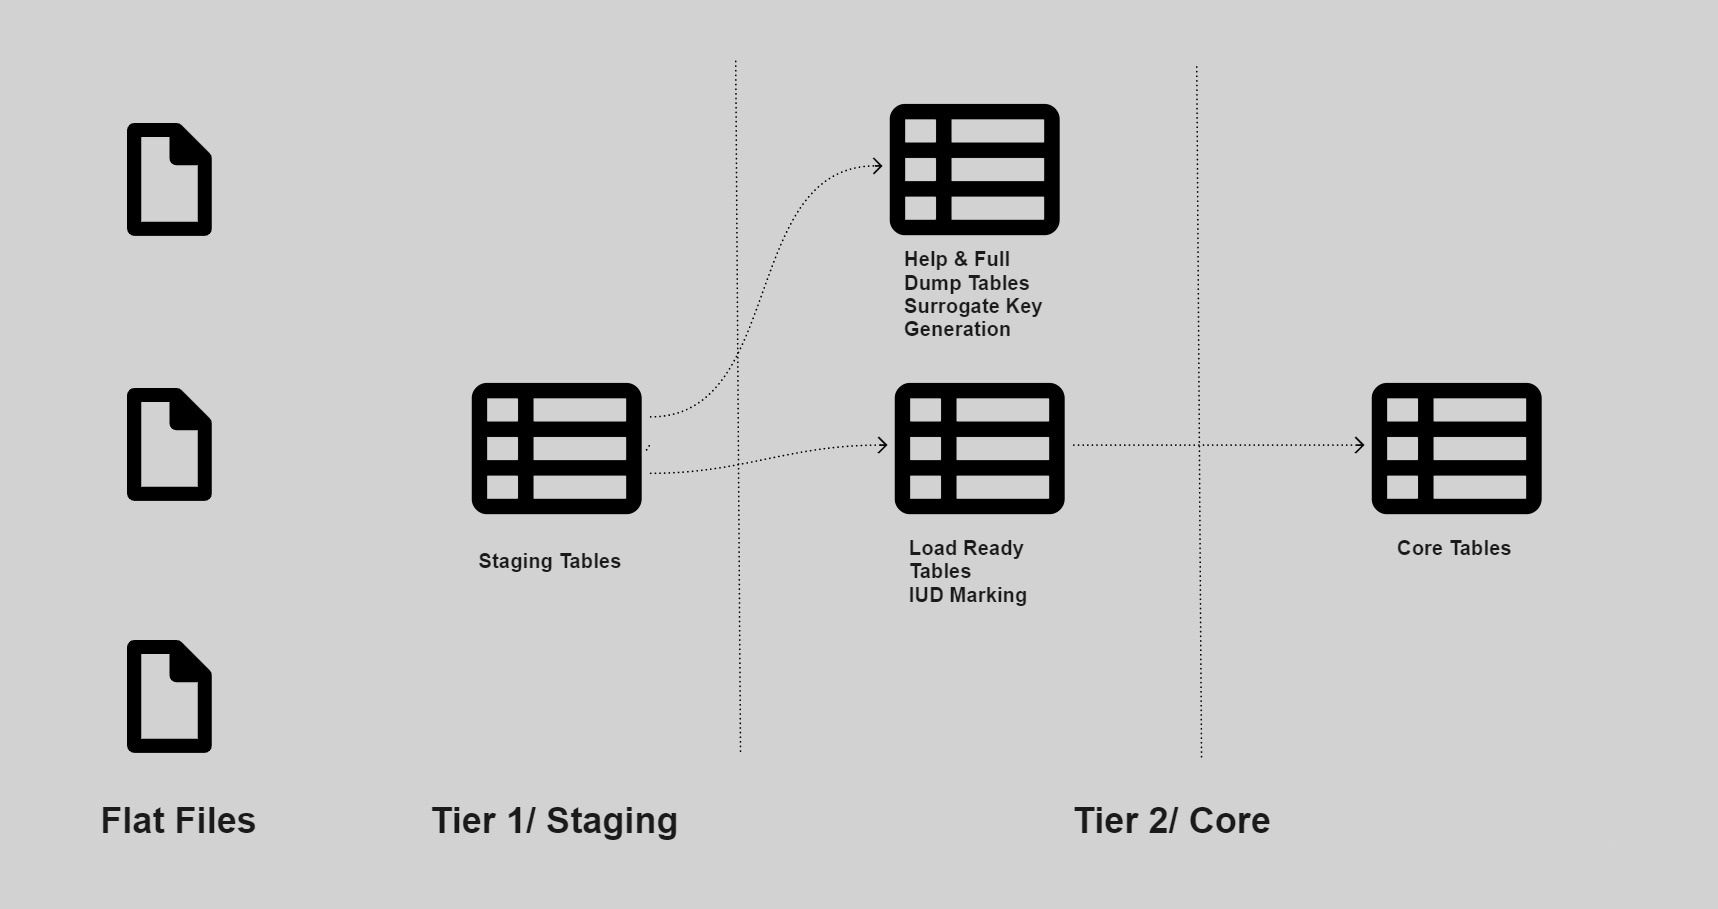 Help & Full
Dump Tables
Surrogate Key
Generation
Staging Tables
Load Ready
Tables
IUD Marking
Core Tables
Flat Files
Tier 1/ Staging
Tier 2/ Core